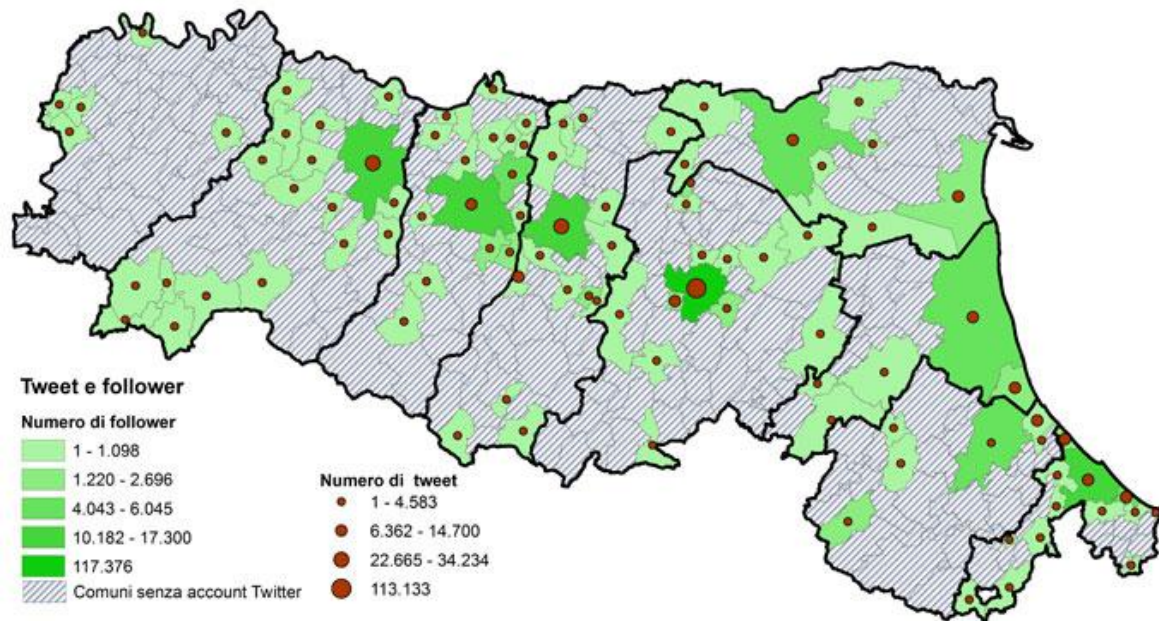 Tweet e follower
Numero di follower
1 - 1.098
1.220 - 2.696
4.043 - 6.045
10.182 - 17.300
117.376
Comuni senza account Twitter
Numero di tweet
1 - 4.583
6.362 - 14.700
22.665 - 34.234
113.133